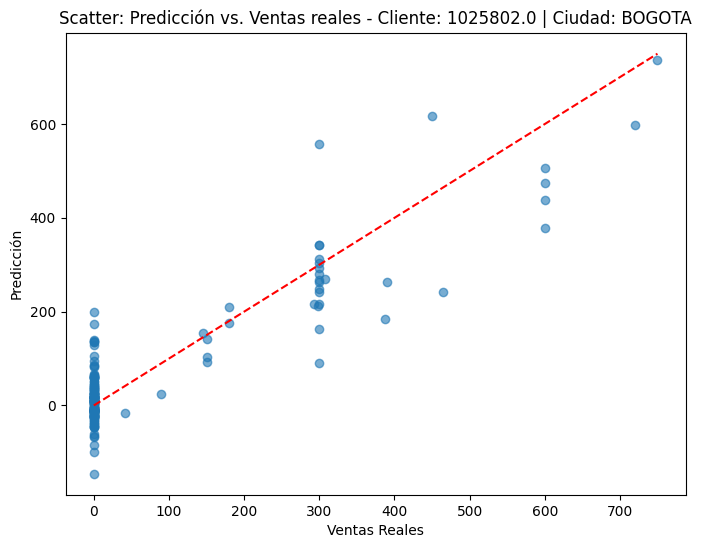 Scatter: Predicción vs. Ventas reales - Cliente: 1025802.0 | Ciudad: BOGOTA
600
400
200
0
Predicción
0 100 200 300 400 500 600 700
Ventas Reales